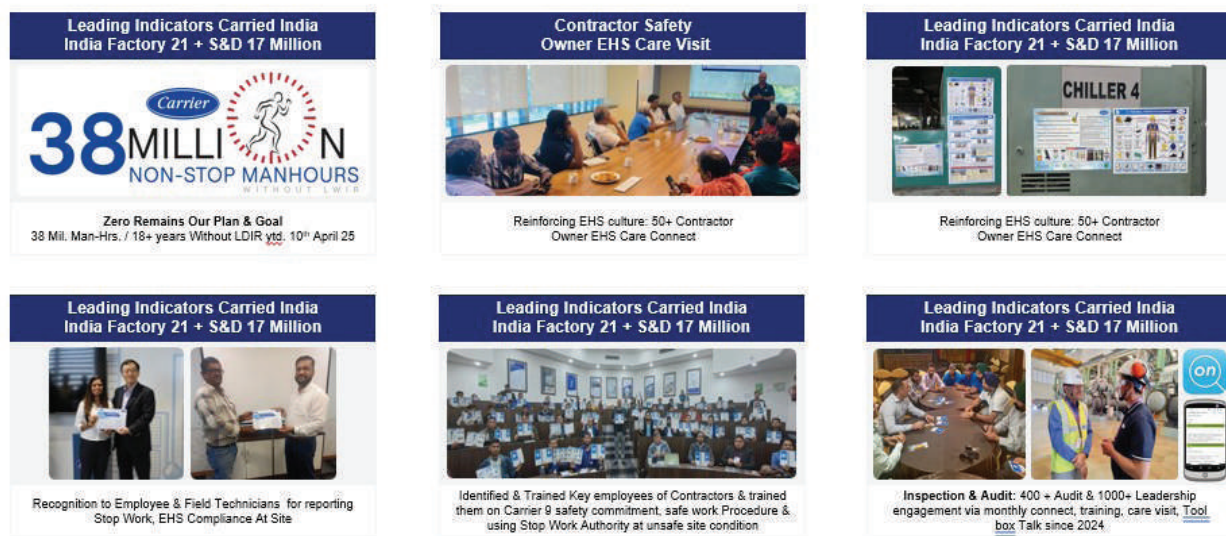 Leading Indicators Carried India
India Factory 21 + S&D 17 Million
Carrier
38 MILLION
NON-STOP MANHOURS
WITHOUT LWIR
Zero Remains Our Plan & Goal
38 Mil. Man-Hrs. / 18+ years Without LDIR ytd. 10th April 25
Contractor Safety
Owner EHS Care Visit
Reinforcing EHS culture: 50+ Contractor
Owner EHS Care Connect
Leading Indicators Carried India
India Factory 21 + S&D 17 Million
CHILLER 4
Reinforcing EHS culture: 50+ Contractor
Owner EHS Care Connect
Leading Indicators Carried India
India Factory 21 + S&D 17 Million
Recognition to Employee & Field Technicians for reporting
Stop Work, EHS Compliance At Site
Leading Indicators Carried India
India Factory 21 + S&D 17 Million
Identified & Trained Key employees of Contractors & trained
them on Carrier 9 safety commitment, safe work Procedure &
using Stop Work Authority at unsafe site condition
Leading Indicators Carried India
India Factory 21 + S&D 17 Million
on
Inspection & Audit: 400 + Audit & 1000+ Leadership
engagement via monthly connect, training, care visit, Tool
box Talk since 2024